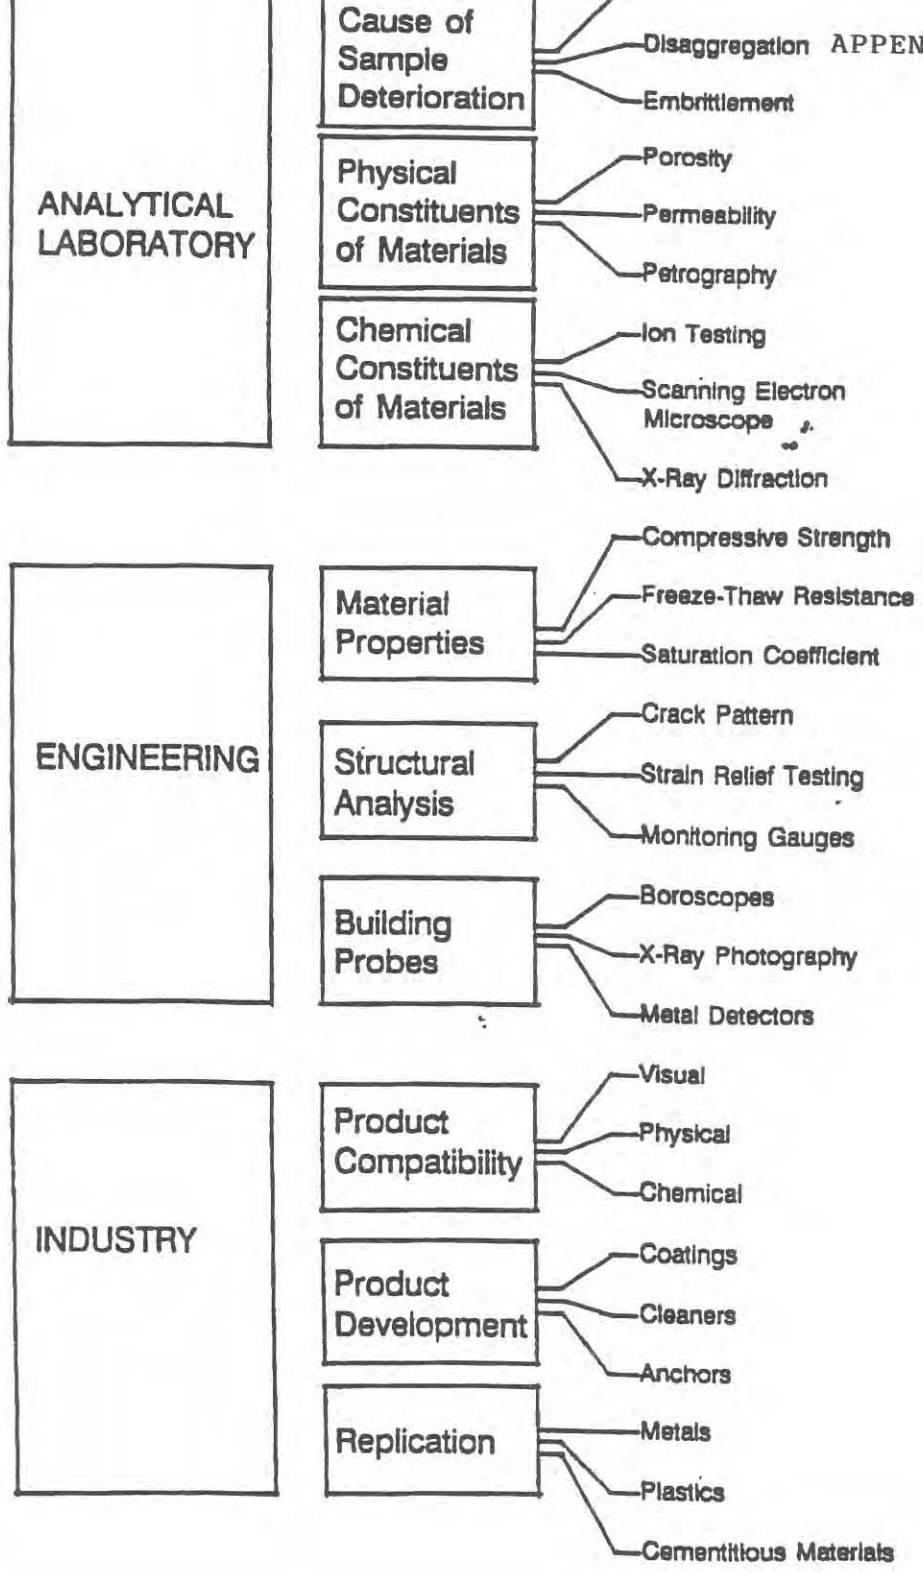 Cause of
Sample
Deterioration
Disaggregation APPEN
Embrittlement
ANALYTICAL
LABORATORY
Physical
Constituents
of Materials
Porosity
Permeability
Petrography
Chemical
Constituents
of Materials
Ion Testing
Scanning Electron
Microscope
X-Ray Diffraction
ENGINEERING
Material
Properties
Compressive Strength
Freeze-Thaw Resistance
Saturation Coefficient
Structural
Analysis
Crack Pattern
Strain Relief Testing
Monitoring Gauges
Building
Probes
Boroscopes
X-Ray Photography
Metal Detectors
INDUSTRY
Product
Compatibility
Visual
Physical
Chemical
Product
Development
Coatings
Cleaners
Anchors
Replication
Metals
Plastics
Cementitious Materials